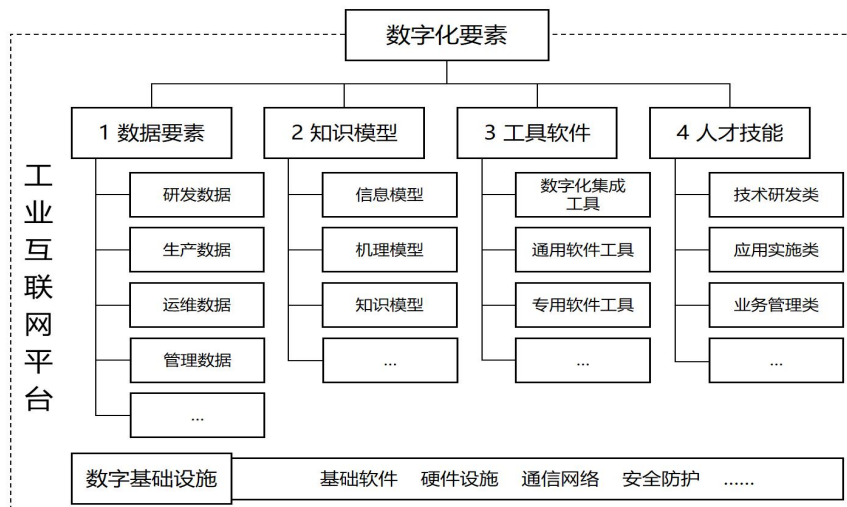 数字化要素
工业互联网平台
1 数据要素
研发数据
生产数据
运维数据
管理数据
...
2 知识模型
信息模型
机理模型
知识模型
...
3 工具软件
数字化集成
工具
通用软件工具
专用软件工具
...
4 人才技能
技术研发类
应用实施类
业务管理类
...
数字基础设施
基础软件 硬件设施 通信网络 安全防护 ......